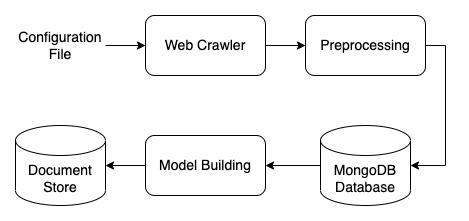 Configuration
File
Web Crawler
Preprocessing
Document
Store
Model Building
MongoDB
Database